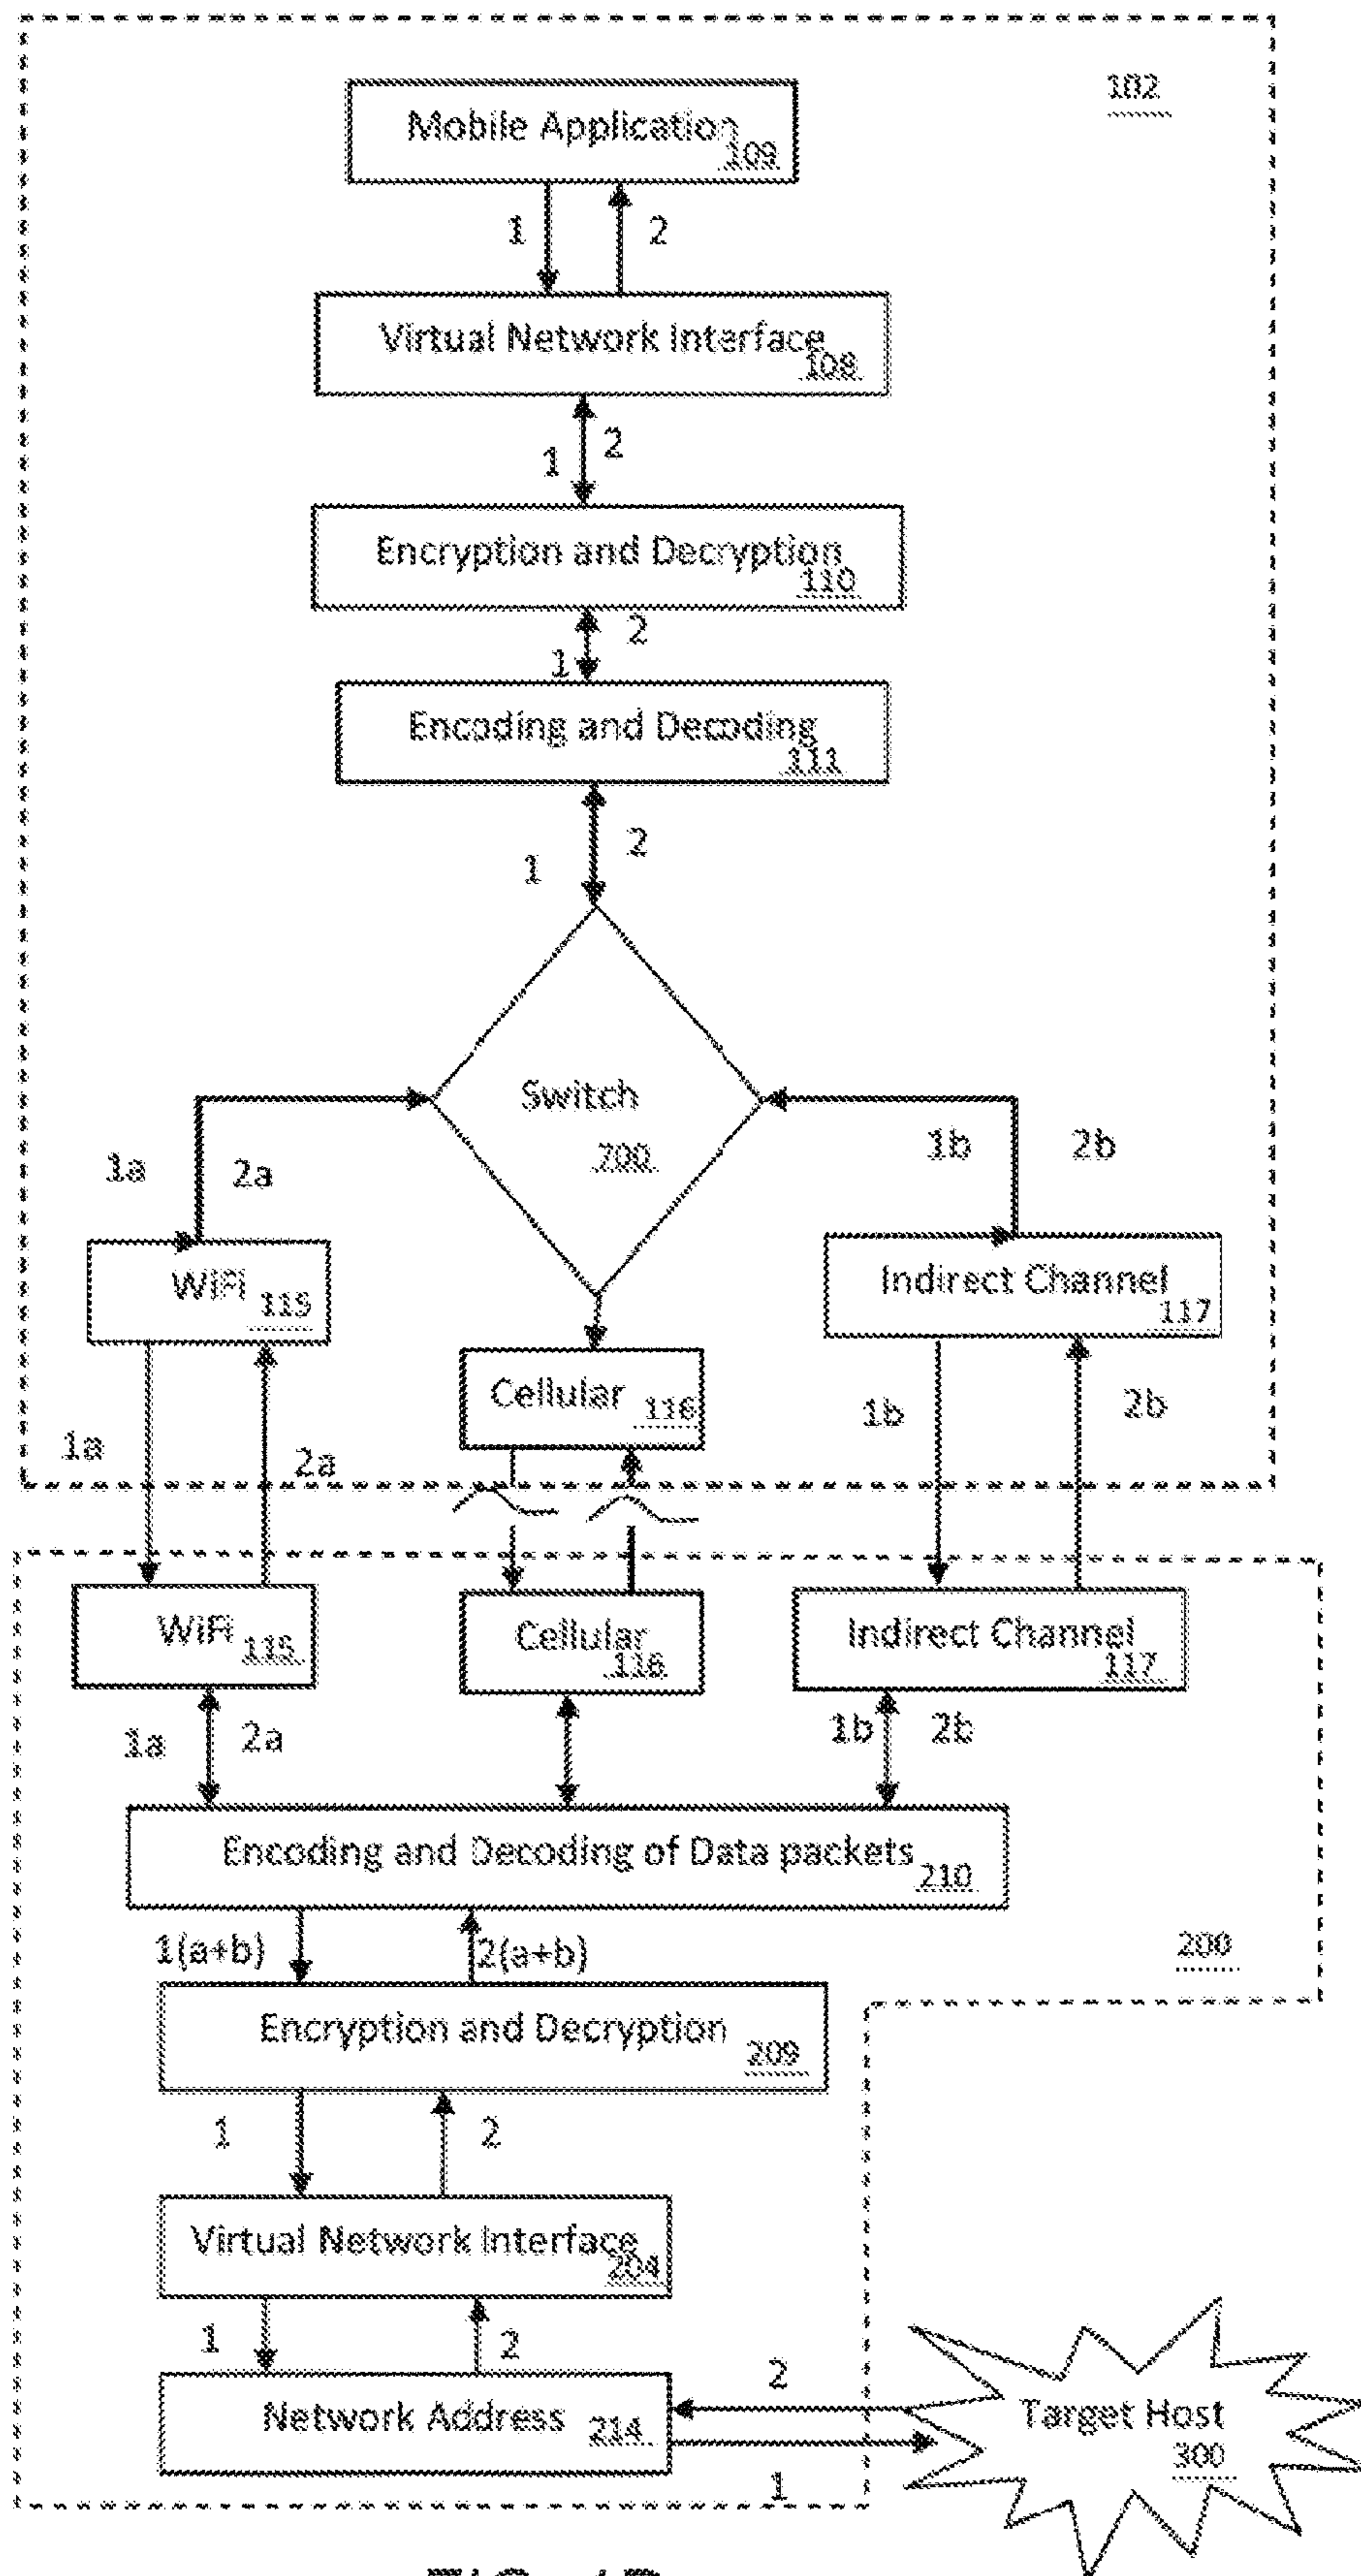 102
Mobile Application
109
1 2
Virtual Network Interface
108
1 2
Encryption and Decryption
110
1 2
Encoding and Decoding
111
1 2
Switch
700
1a 2a
1b 2b
WiFi 115
Indirect Channel
117
Cellular 116
1a 2a
1b 2b
WiFi 115
Cellular
116
Indirect Channel
117
1a 2a
1b 2b
Encoding and Decoding of Data packets
210
1(a+b) 2(a+b)
200
Encryption and Decryption
209
1 2
Virtual Network Interface
204
1 2
2
Network Address 214
Target Host
300
1